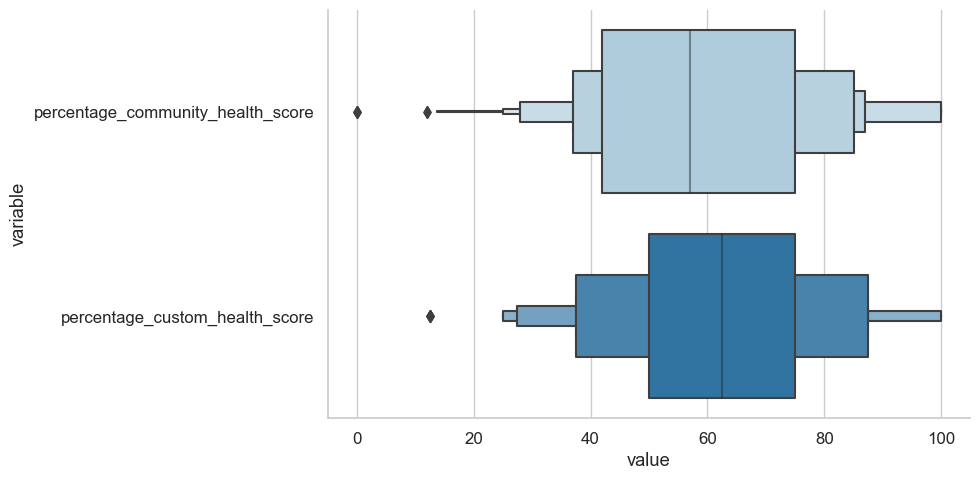 percentage_community_health_score
variable
percentage_custom_health_score
0 20 40 60 80 100
value